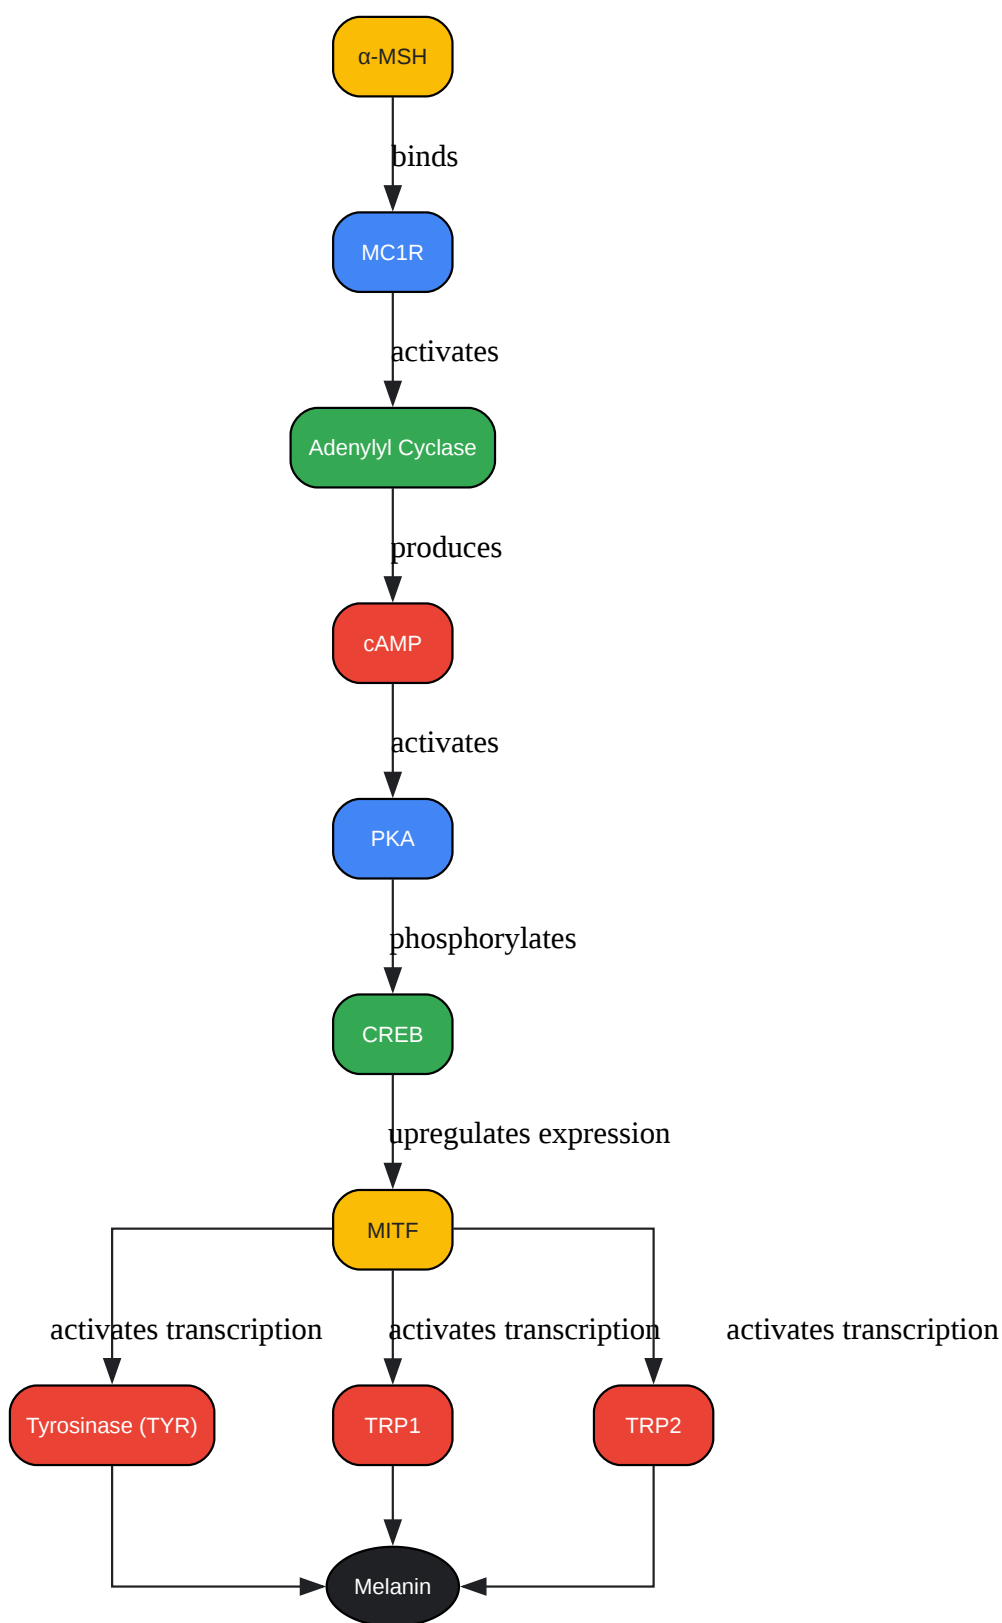 α-MSH
binds
MC1R
activates
Adenylyl Cyclase
produces
cAMP
activates
PKA
phosphorylates
CREB
upregulates expression
MITF
activates transcription
activates transcription
activates transcription
Tyrosinase (TYR)
TRP1
TRP2
Melanin